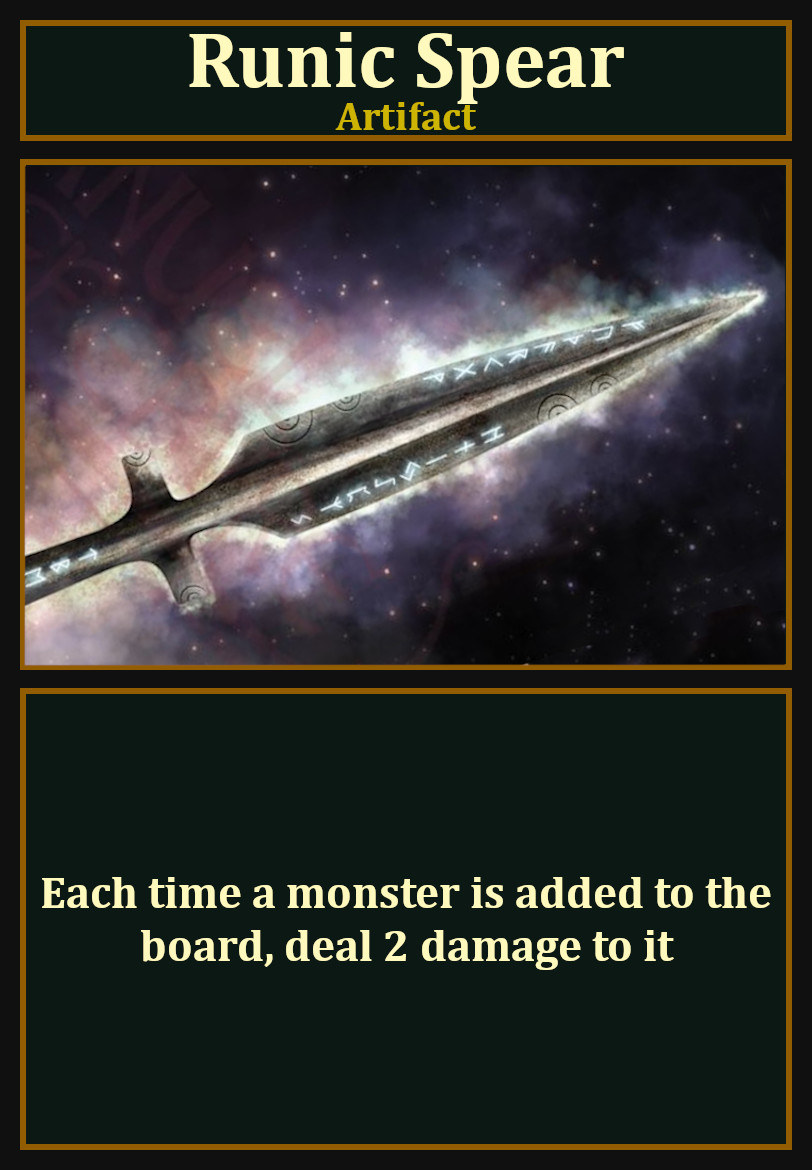 Runic Spear
Artifact
Each time a monster is added to the
board, deal 2 damage to it